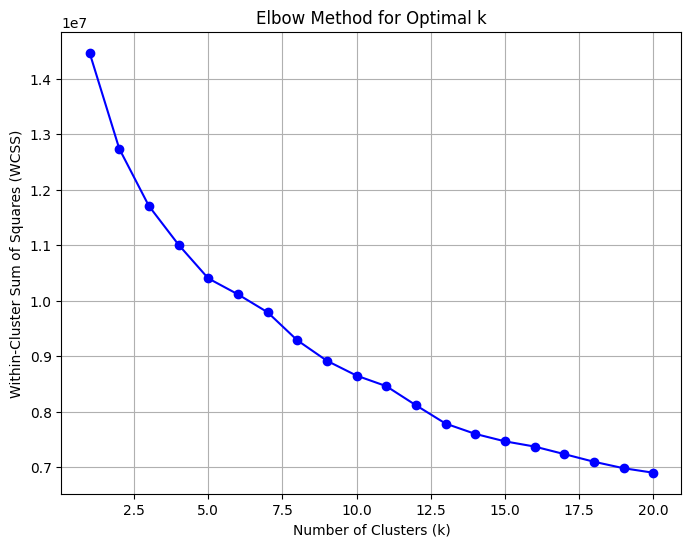 Elbow Method for Optimal k
1e7
1.4
1.3
1.2
1.1
1.0
0.9
0.8
0.7
Within-Cluster Sum of Squares (WCSS)
2.5 5.0 7.5 10.0 12.5 15.0 17.5 20.0
Number of Clusters (k)